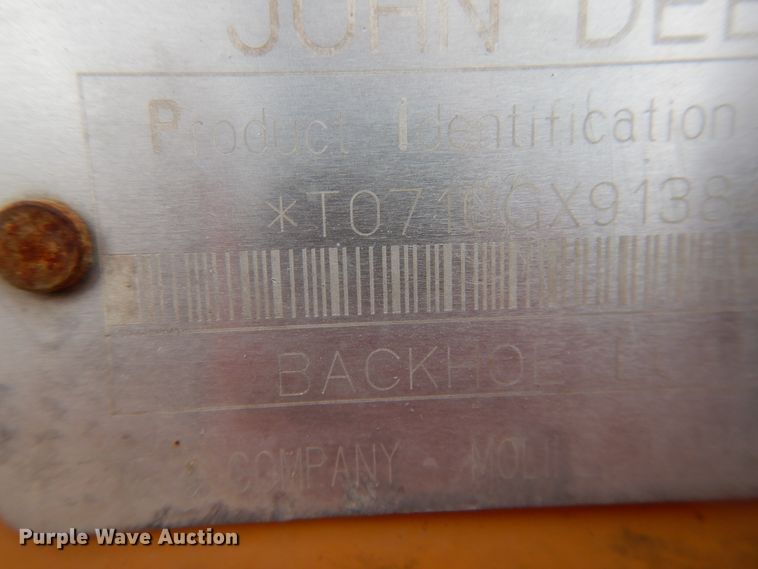 JOHN DEE
Product Identification
*T0710GX9138
BACKHOE L
& COMPANY - MOLI
Purple Wave Auction